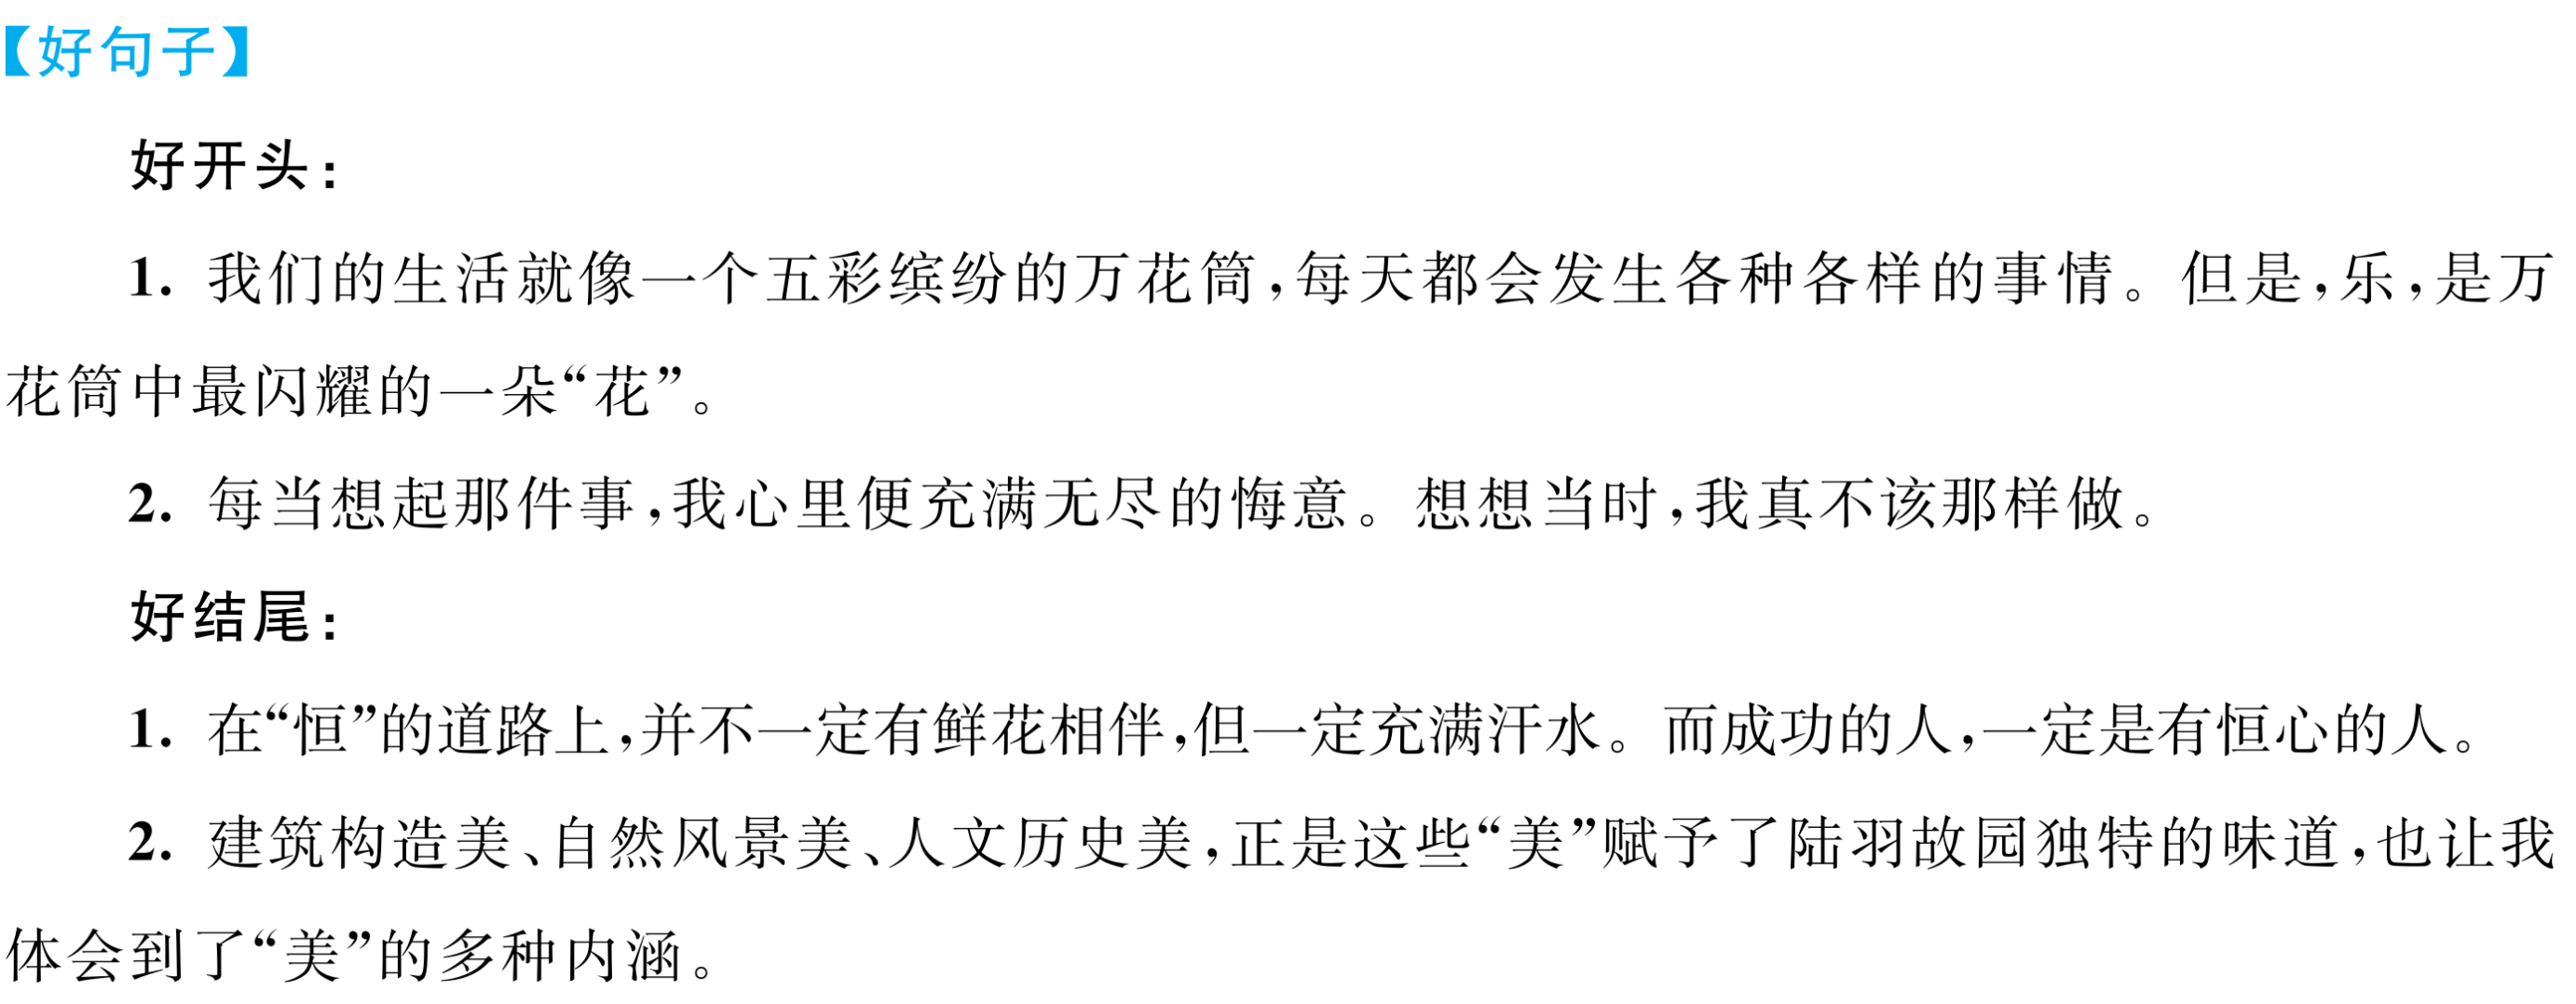 【好句子】
好开头：
1. 我们的生活就像一个五彩缤纷的万花筒，每天都会发生各种各样的事情。但是，乐，是万
花筒中最闪耀的一朵“花”。
2. 每当想起那件事，我心里便充满无尽的悔意。想想当时，我真不该那样做。
好结尾：
1. 在“恒”的道路上，并不一定有鲜花相伴，但一定充满汗水。而成功的人，一定是有恒心的人。
2. 建筑构造美、自然风景美、人文历史美，正是这些“美”赋予了陆羽故园独特的味道，也让我
体会到了“美”的多种内涵。